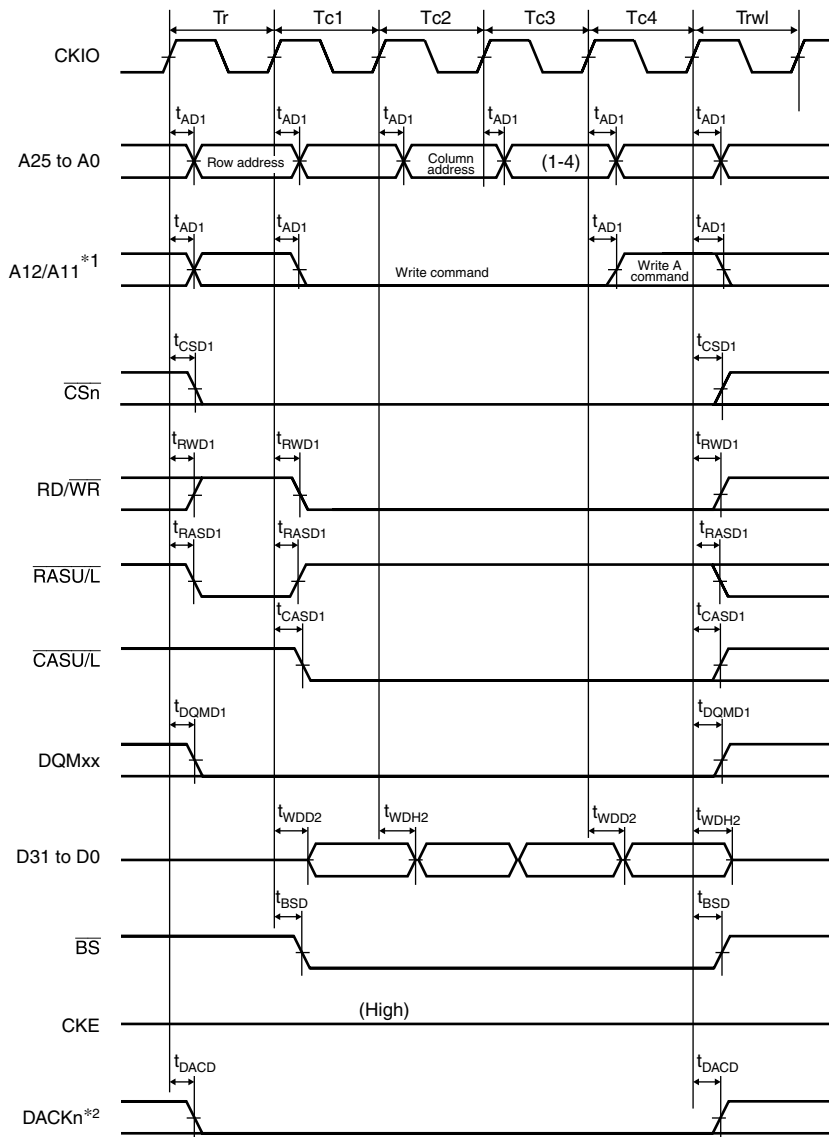 Tr Tc1 Tc2 Tc3 Tc4 Trwl
CKIO
tAD1 tAD1 tAD1 tAD1 tAD1 tAD1
A25 to A0 Row address Column address (1-4)
tAD1 tAD1 tAD1 tAD1
A12/A11*1 Write command Write A command
tCSD1 tCSD1
CSn
tRWD1 tRWD1 tRWD1
RD/WR
tRASD1 tRASD1 tRASD1
RASU/L
tCASD1 tCASD1
CASU/L
tDQMD1 tDQMD1
DQMxx
tWDD2 tWDH2 tWDD2 tWDH2
D31 to D0
tBSD tBSD
BS
(High)
CKE
tDACD tDACD
DACKn*2